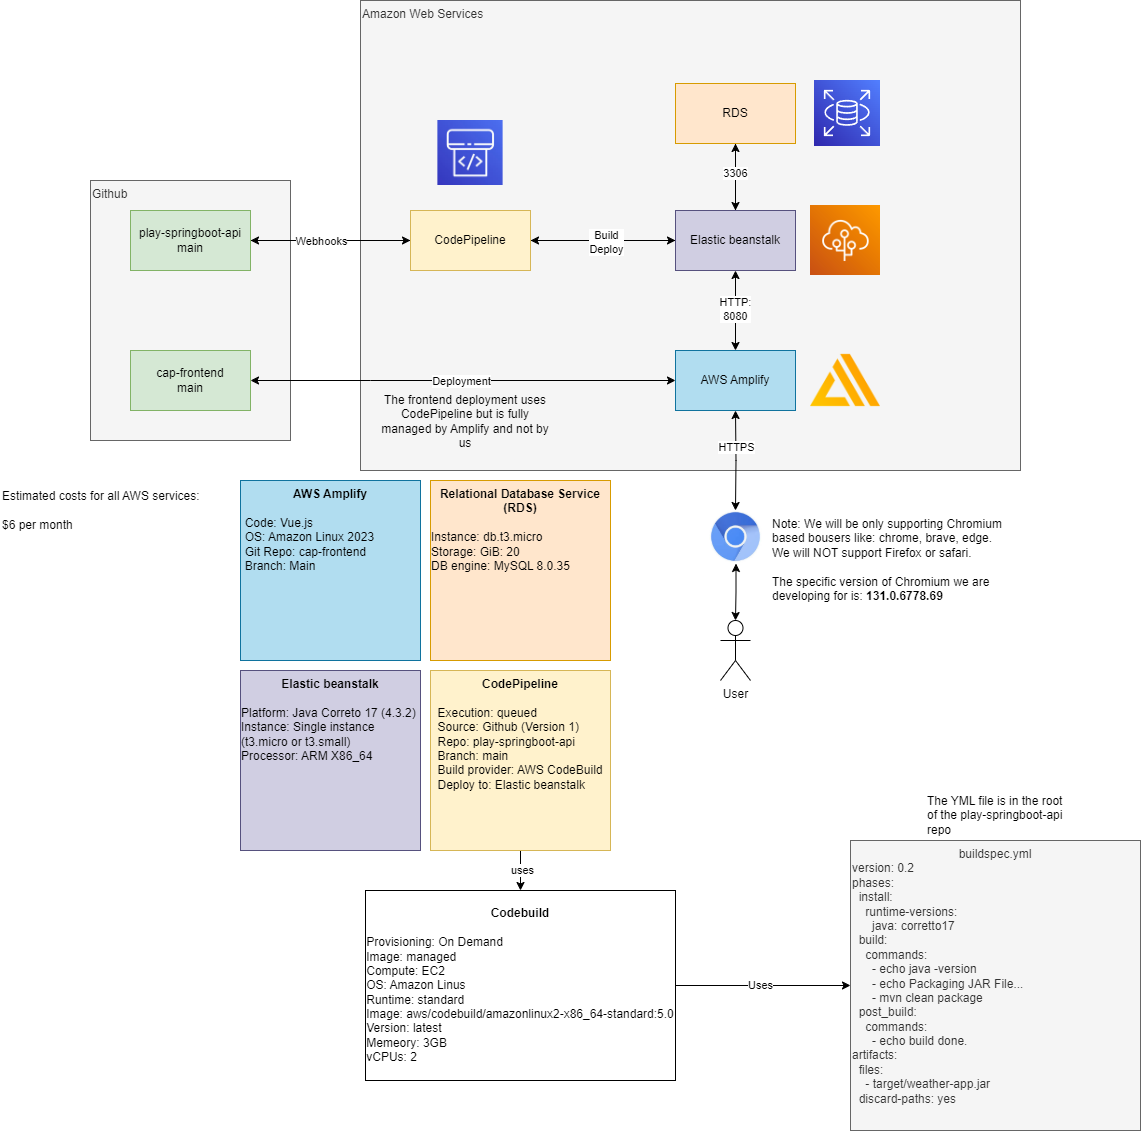 Amazon Web Services
RDS
3306
Github
play-springboot-api
main
Webhooks
CodePipeline
Build
Deploy
Elastic beanstalk
HTTP:
8080
cap-frontend
main
Deployment
AWS Amplify
The frontend deployment uses
CodePipeline but is fully
managed by Amplify and not by
us
HTTPS
Estimated costs for all AWS services:
$6 per month
AWS Amplify
Code: Vue.js
OS: Amazon Linux 2023
Git Repo: cap-frontend
Branch: Main
Relational Database Service
(RDS)
Instance: db.t3.micro
Storage: GiB: 20
DB engine: MySQL 8.0.35
Note: We will be only supporting Chromium
based bousers like: chrome, brave, edge.
We will NOT support Firefox or safari.
The specific version of Chromium we are
developing for is: 131.0.6778.69
User
Elastic beanstalk
Platform: Java Correto 17 (4.3.2)
Instance: Single instance
(t3.micro or t3.small)
Processor: ARM X86_64
CodePipeline
Execution: queued
Source: Github (Version 1)
Repo: play-springboot-api
Branch: main
Build provider: AWS CodeBuild
Deploy to: Elastic beanstalk
uses
Codebuild
Provisioning: On Demand
Image: managed
Compute: EC2
OS: Amazon Linus
Runtime: standard
Image: aws/codebuild/amazonlinux2-x86_64-standard:5.0
Version: latest
Memeory: 3GB
vCPUs: 2
Uses
The YML file is in the root
of the play-springboot-api
repo
buildspec.yml
version: 0.2
phases:
install:
runtime-versions:
java: corretto17
build:
commands:
- echo java -version
- echo Packaging JAR File...
- mvn clean package
post_build:
commands:
- echo build done.
artifacts:
files:
- target/weather-app.jar
discard-paths: yes